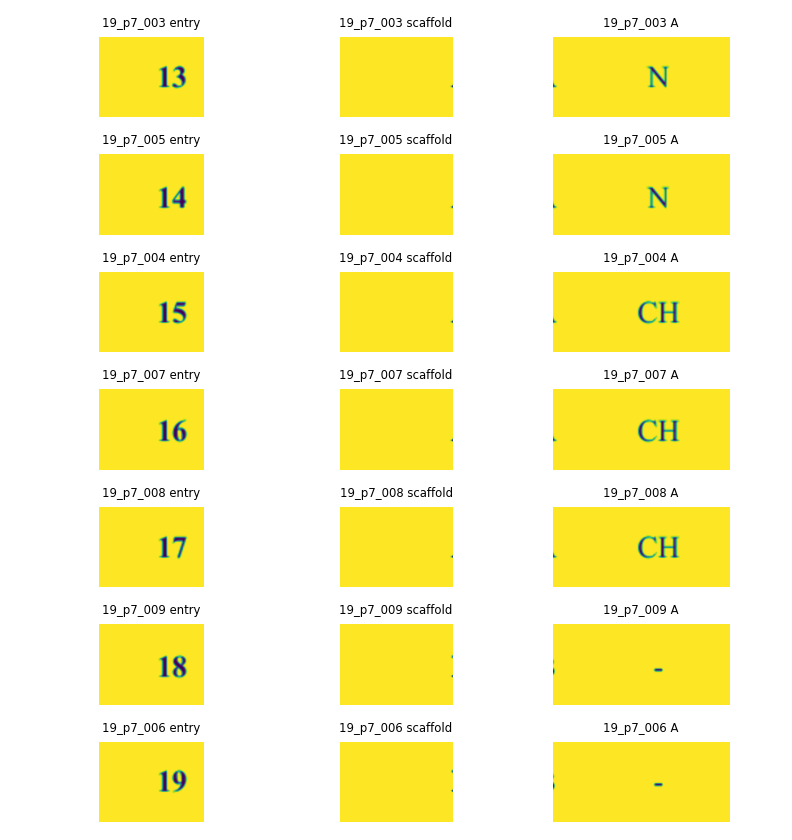 19_p7_003 entry 19_p7_003 scaffold 19_p7_003 A
13 N
19_p7_005 entry 19_p7_005 scaffold 19_p7_005 A
14 N
19_p7_004 entry 19_p7_004 scaffold 19_p7_004 A
15 CH
19_p7_007 entry 19_p7_007 scaffold 19_p7_007 A
16 CH
19_p7_008 entry 19_p7_008 scaffold 19_p7_008 A
17 CH
19_p7_009 entry 19_p7_009 scaffold 19_p7_009 A
18 -
19_p7_006 entry 19_p7_006 scaffold 19_p7_006 A
19 -